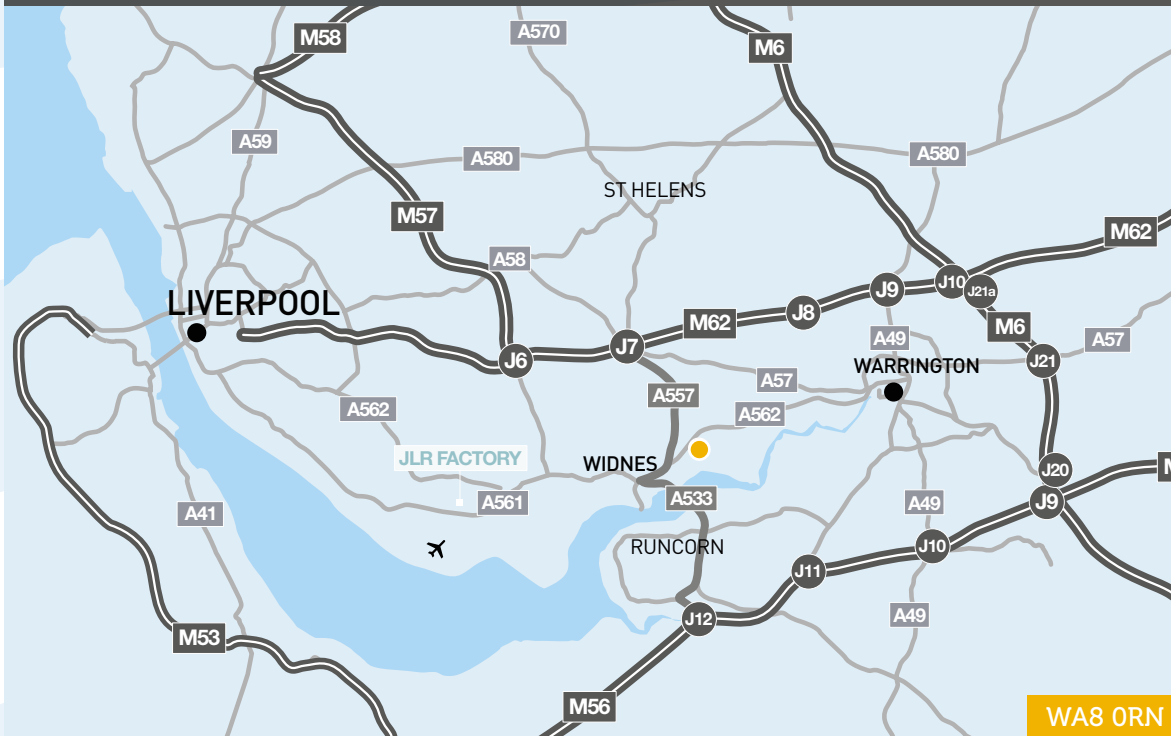 M58
A570
M6
A59
A580
A580
ST HELENS
M57
M62
A58
J10
J21a
J9
LIVERPOOL
J8
M62
M6
A49
A57
J7
J6
J21
WARRINGTON
A57
A557
A562
A562
JLR FACTORY
WIDNES
J20
A561
A533
A49
J9
A41
RUNCORN
J10
J11
A49
J12
M53
M56
WA8 0RN